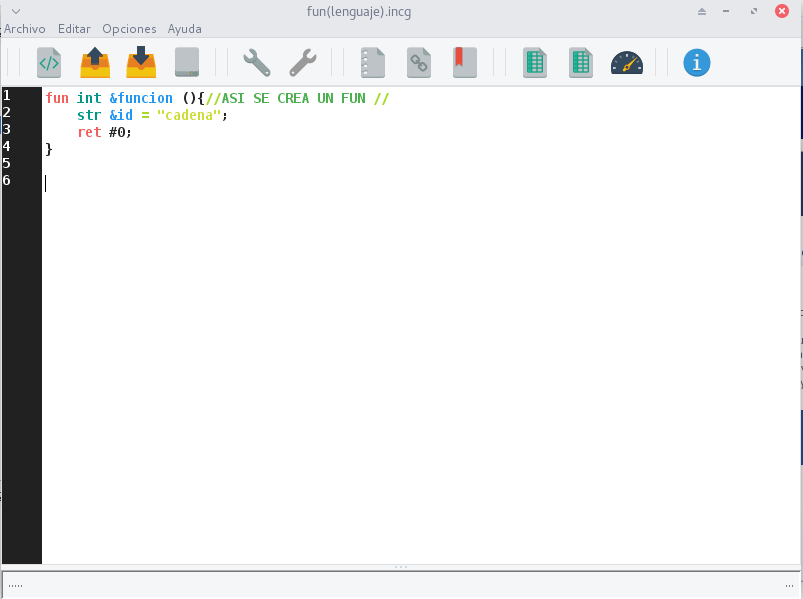 fun(lenguaje).incg
Archivo Editar Opciones Ayuda
1 fun int &funcion (){//ASI SE CREA UN FUN //
2 str &id = "cadena";
3 ret #0;
4 }
5
6
.....
...